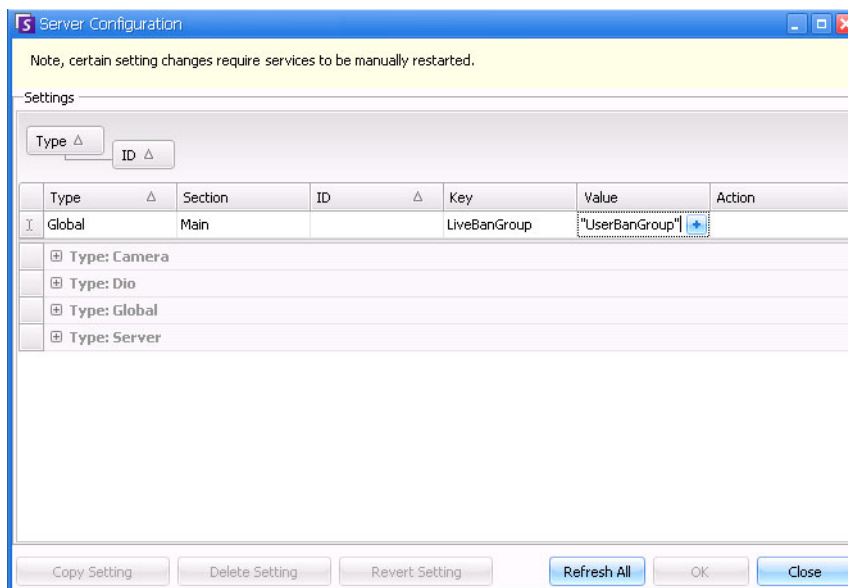 Server Configuration
Note, certain setting changes require services to be manually restarted.
Settings
Type
ID
Type Section ID Key Value Action
Global Main LiveBanGroup "UserBanGroup"
Type: Camera
Type: Dio
Type: Global
Type: Server
Copy Setting Delete Setting Revert Setting Refresh All OK Close